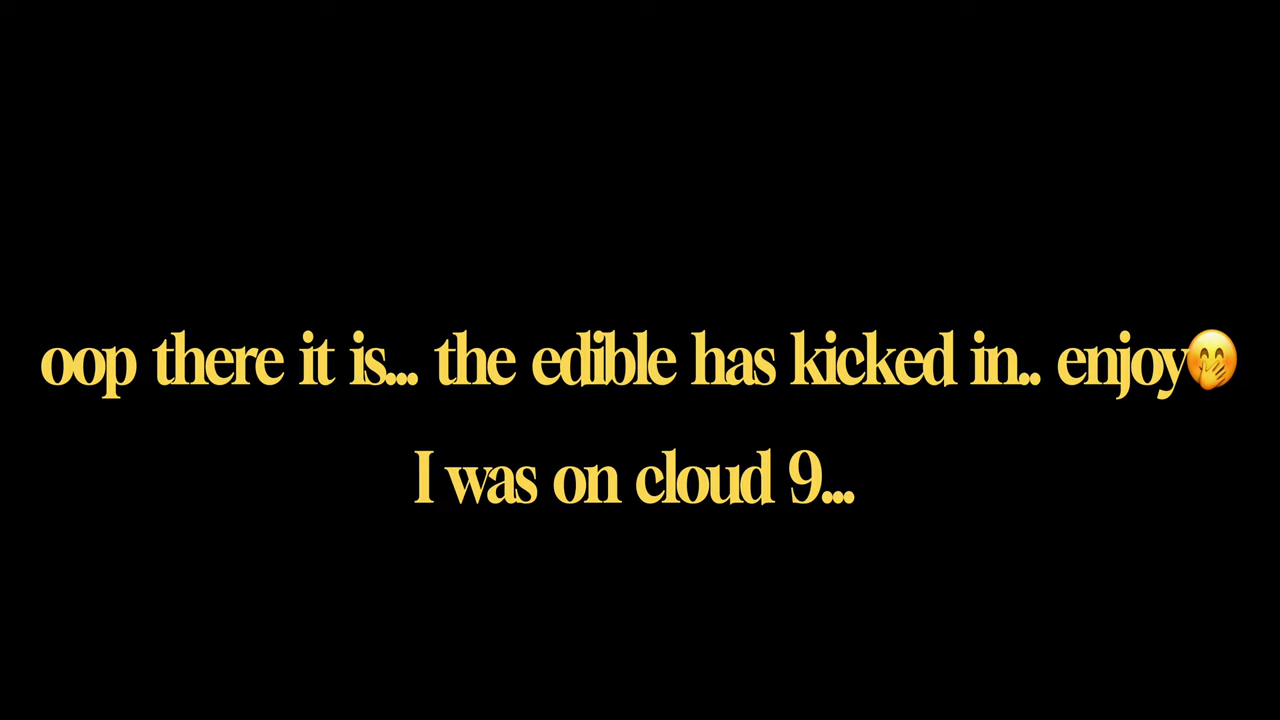 oop there it is... the edible has kicked in.. enjoy🤭
I was on cloud 9...